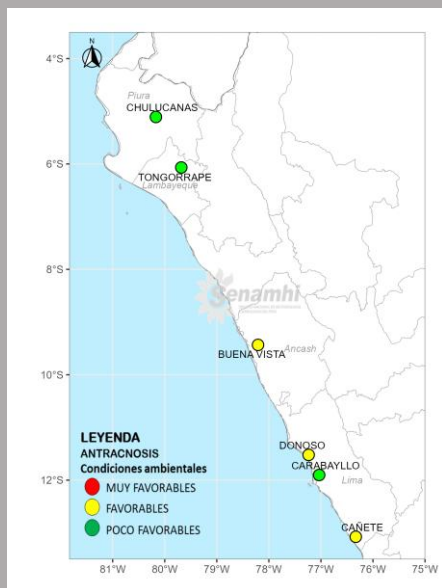 N
4°S
Piura
CHULUCANAS
6°S
TONGORRAPE
Lambayeque
8°S
Senamhi
Ancash
BUENA VISTA
10°S
LEYENDA
ANTRACNOSIS
Condiciones ambientales
MUY FAVORABLES
FAVORABLES
POCO FAVORABLES
DONOSO
CARABAYLLO
12°S
Lima
CAÑETE
81°W
80°W
79°W
78°W
77°W
76°W
75°W